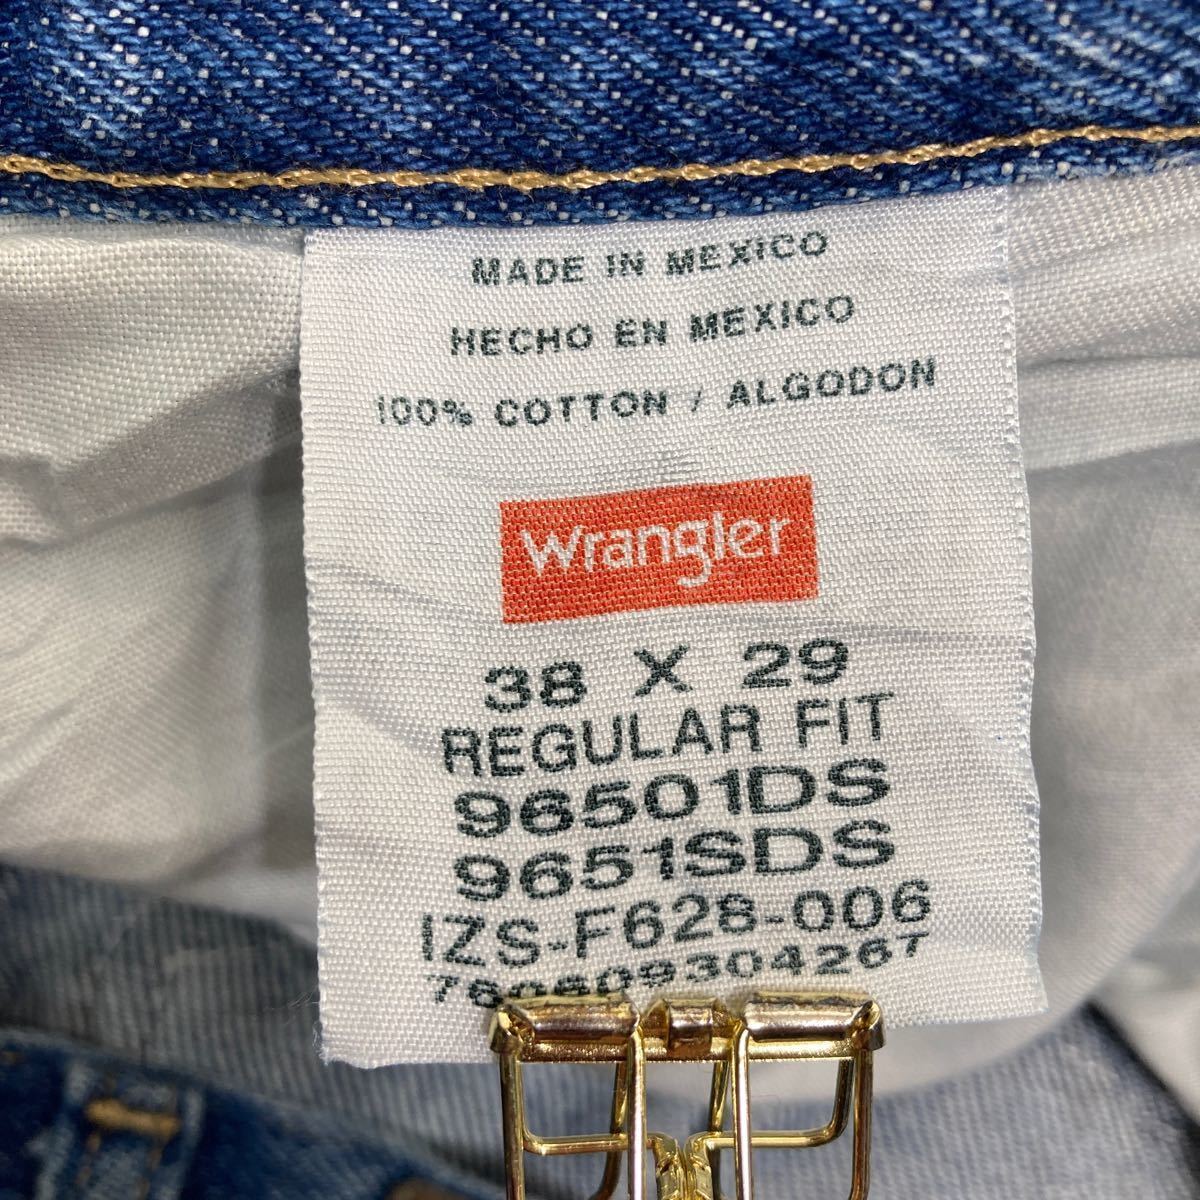 MADE IN MEXICO
HECHO EN MEXICO
100% COTTON / ALGODON
Wrangler
38 X 29
REGULAR FIT
96501DS
9651SDS
IZS-F628-006
760609304267